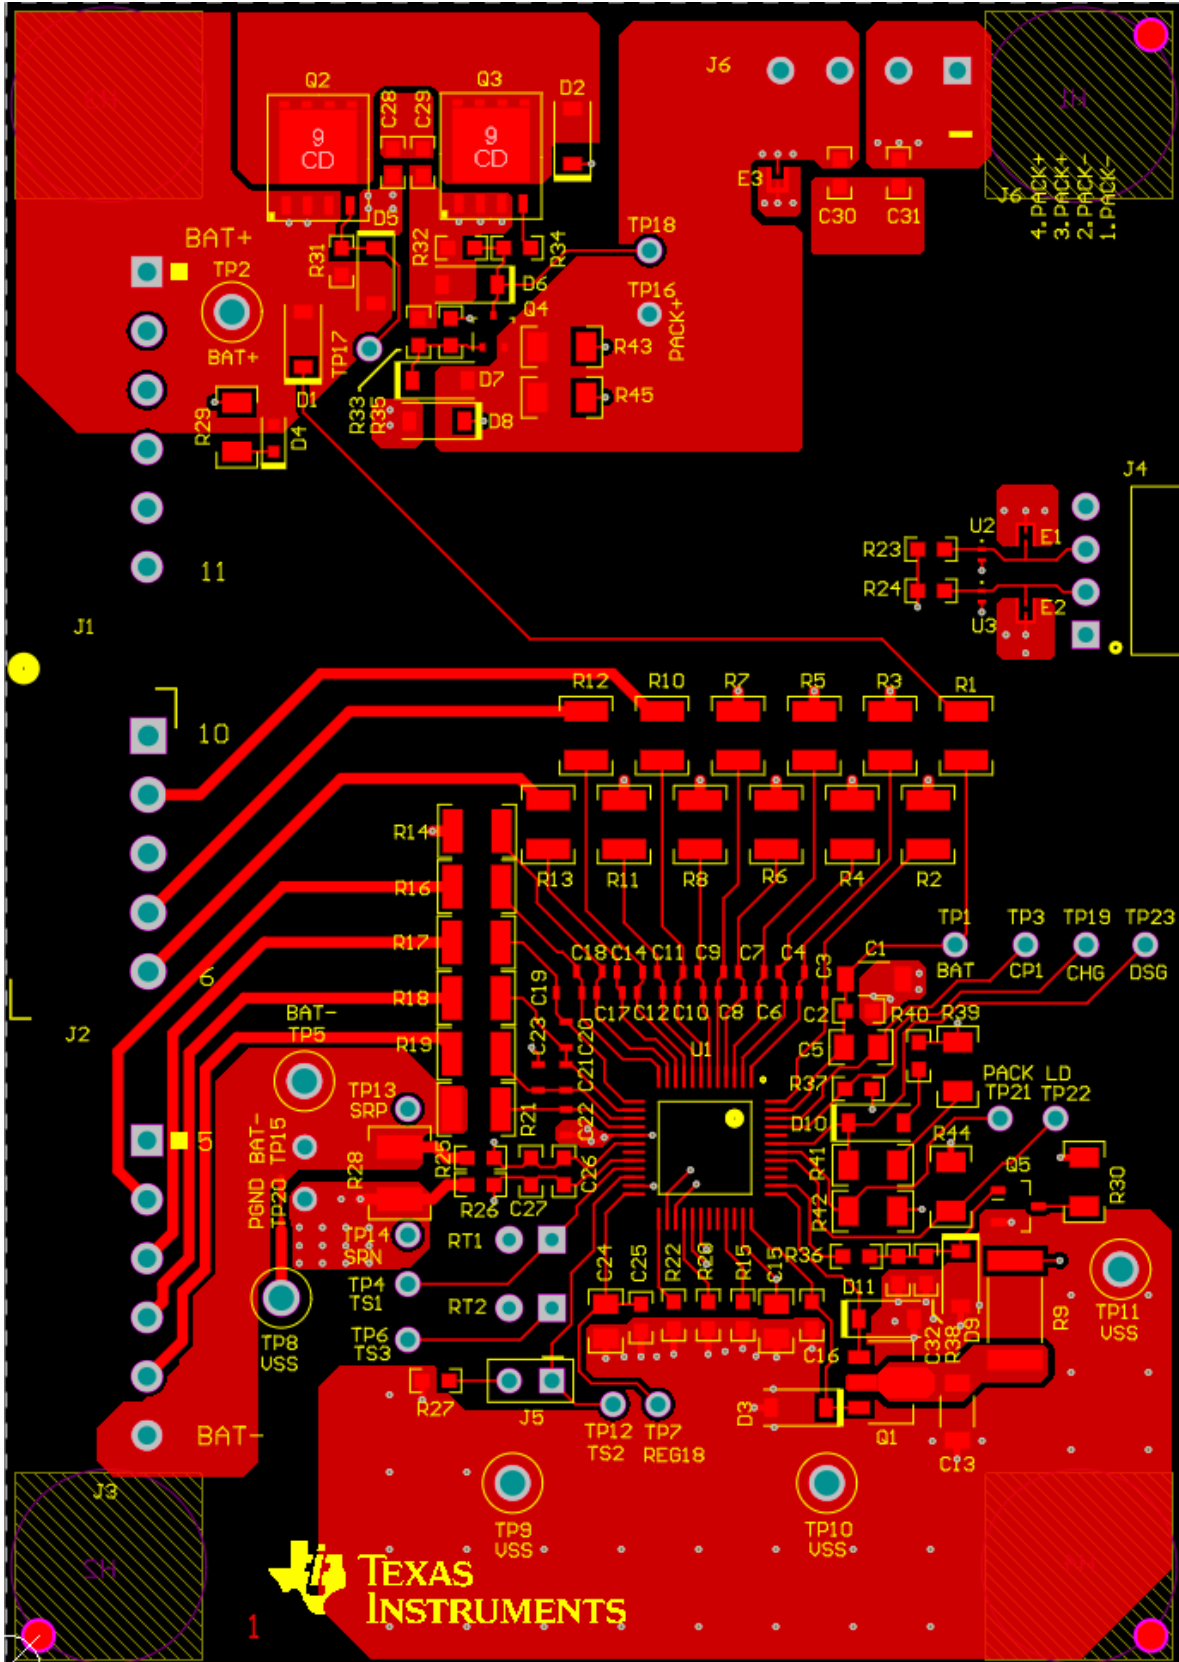 Q2
Q3
D2
J6
C28
C29
9
CD
9
CD
E3
C30
C31
J6
4.PACK+
3.PACK+
2.PACK-
1.PACK-
BAT+
TP2
BAT+
D5
R31
R32
R34
TP18
D6
TP16
PACK+
Q4
TP17
R43
D7
R45
D1
R33
R35
D8
R29
D4
J4
U2
E1
R23
R24
E2
U3
11
J1
R12
R10
R7
R5
R3
R1
10
R14
R13
R11
R8
R6
R4
R2
R16
R17
TP1
TP3
TP19
TP23
BAT
CP1
CHG
DSG
C18
C14
C11
C9
C7
C4
C3
C1
6
C19
R18
C17
C12
C10
C8
C6
C2
R40
R39
BAT-
TP5
J2
R19
C23
C20
U1
C5
C21
R37
PACK
LD
TP21
TP22
TP13
SRP
R21
C22
D10
5
BAT-
TP15
R28
R25
C26
R41
R44
Q5
R30
PGND
TP20
R26
C27
R42
TP14
SRN
RT1
R36
TP4
TS1
C24
C25
R22
R20
R15
C15
D11
RT2
TP8
VSS
TP6
TS3
C16
C32
R38
D9
R9
TP11
VSS
R27
J5
D3
TP12
TS2
TP7
REG18
Q1
C13
BAT-
J3
TP9
VSS
TP10
VSS
TEXAS
INSTRUMENTS
1